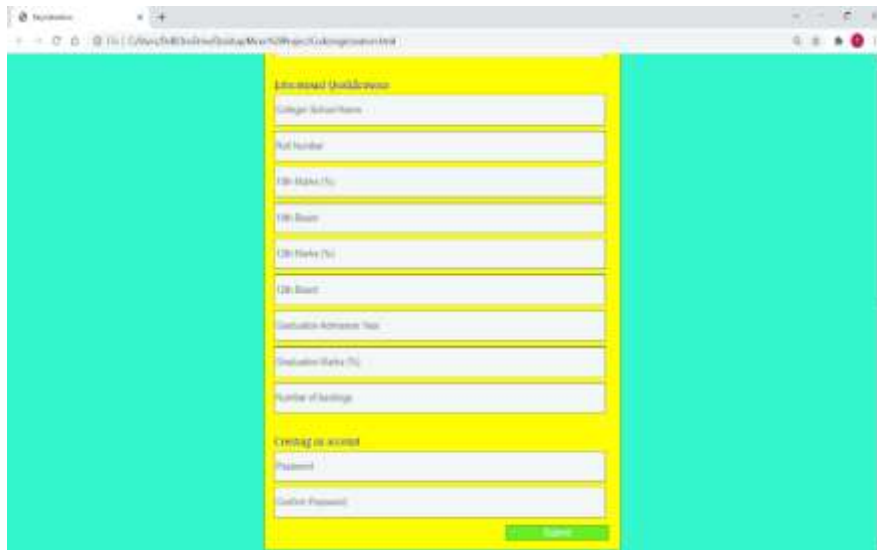 Registration
Educational Qualifications
College/ School Name
Roll Number
10th Marks (%)
10th Board
12th Marks (%)
12th Board
Graduation Admission Year
Graduation Marks (%)
Number of backlogs
Creating an account
Password
Confirm Password
Submit